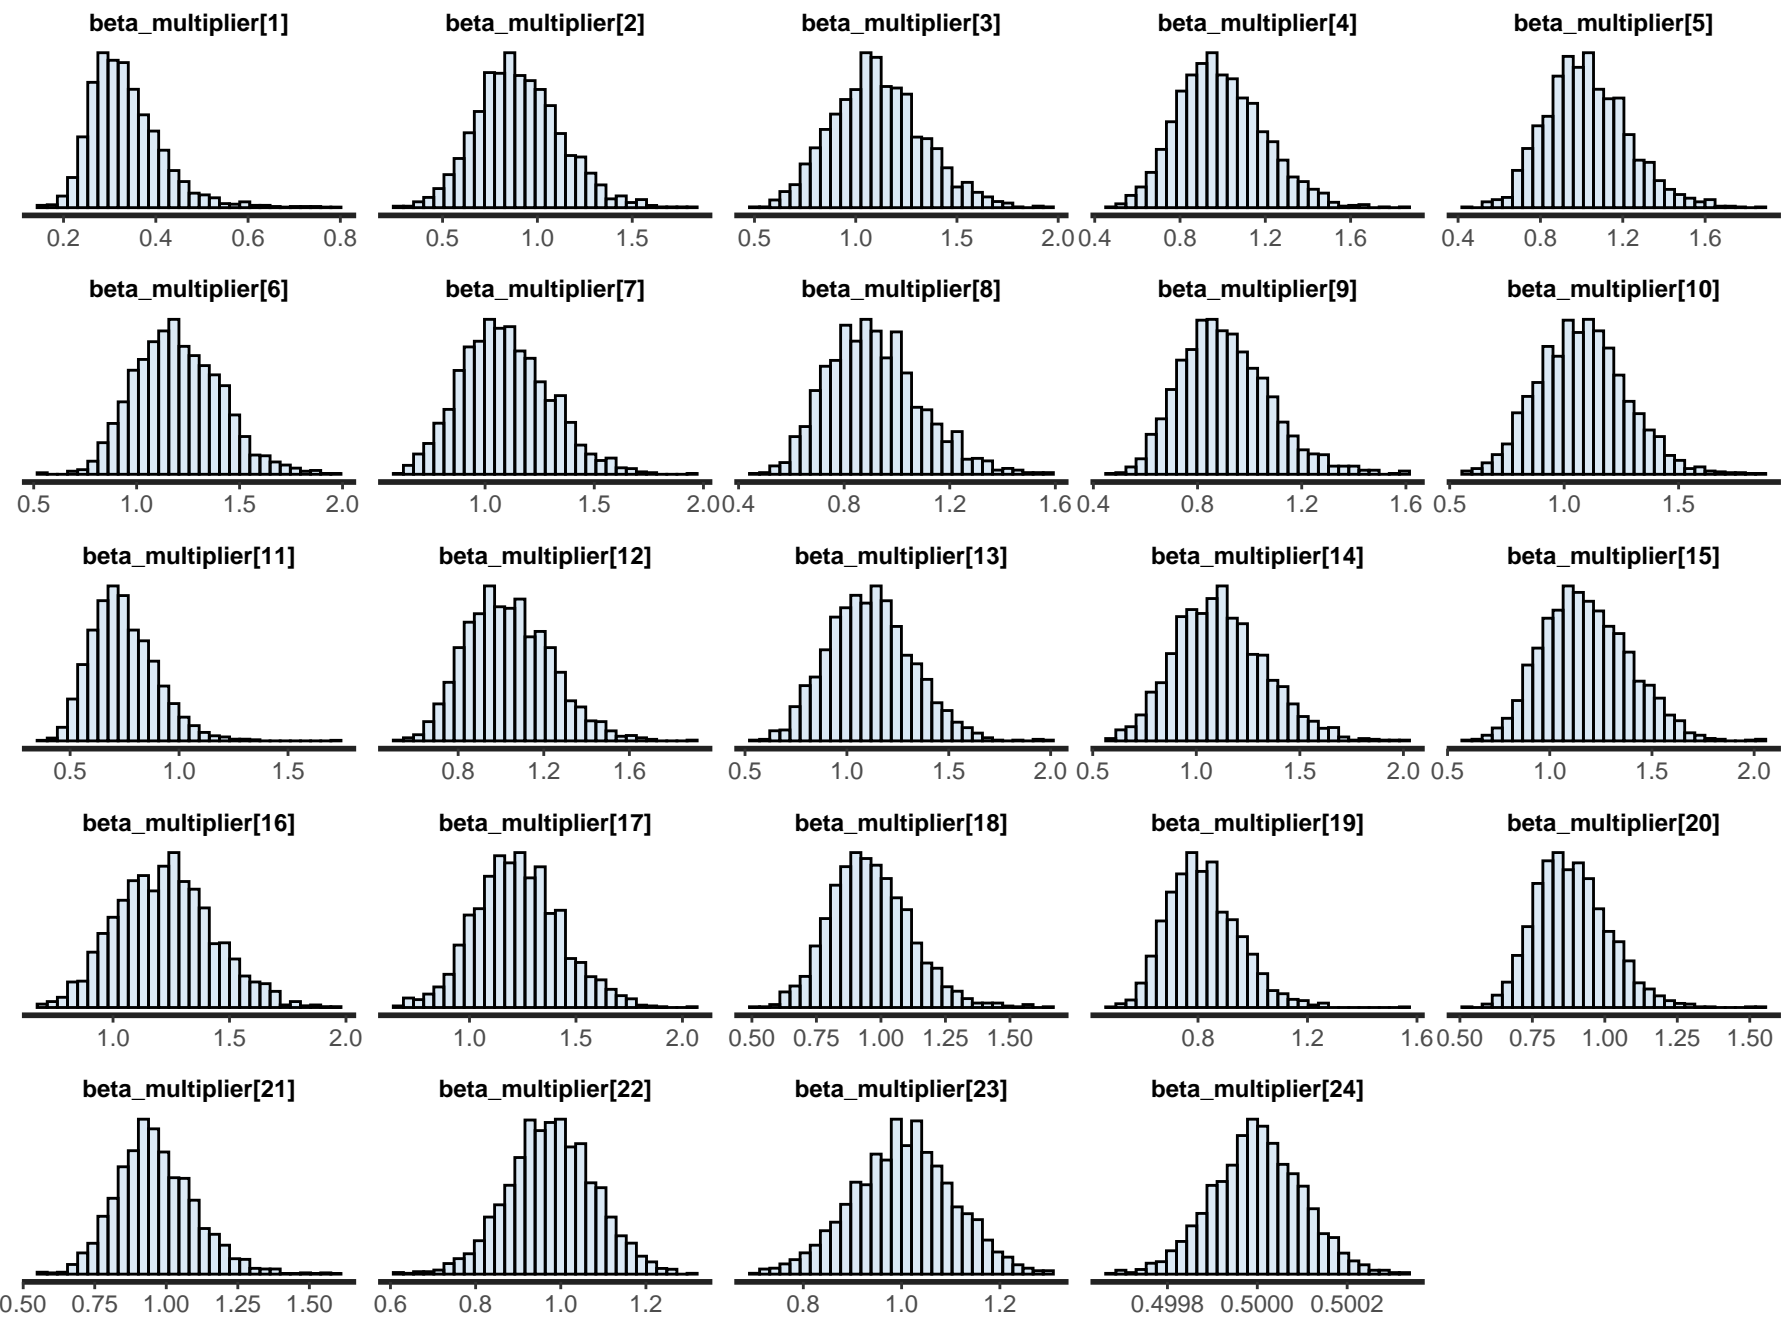 beta_multiplier[1] beta_multiplier[2] beta_multiplier[3] beta_multiplier[4] beta_multiplier[5]
0.2 0.4 0.6 0.8 0.5 1.0 1.5 0.5 1.0 1.5 2.0 0.4 0.8 1.2 1.6 0.4 0.8 1.2 1.6
beta_multiplier[6] beta_multiplier[7] beta_multiplier[8] beta_multiplier[9] beta_multiplier[10]
0.5 1.0 1.5 2.0 1.0 1.5 2.0 0.4 0.8 1.2 1.6 0.4 0.8 1.2 1.6 0.5 1.0 1.5
beta_multiplier[11] beta_multiplier[12] beta_multiplier[13] beta_multiplier[14] beta_multiplier[15]
0.5 1.0 1.5 0.8 1.2 1.6 0.5 1.0 1.5 2.0 0.5 1.0 1.5 2.0 0.5 1.0 1.5 2.0
beta_multiplier[16] beta_multiplier[17] beta_multiplier[18] beta_multiplier[19] beta_multiplier[20]
1.0 1.5 2.0 1.0 1.5 2.0 0.50 0.75 1.00 1.25 1.50 0.8 1.2 1.6 0.50 0.75 1.00 1.25 1.50
beta_multiplier[21] beta_multiplier[22] beta_multiplier[23] beta_multiplier[24]
0.50 0.75 1.00 1.25 1.50 0.6 0.8 1.0 1.2 0.8 1.0 1.2 0.4998 0.5000 0.5002